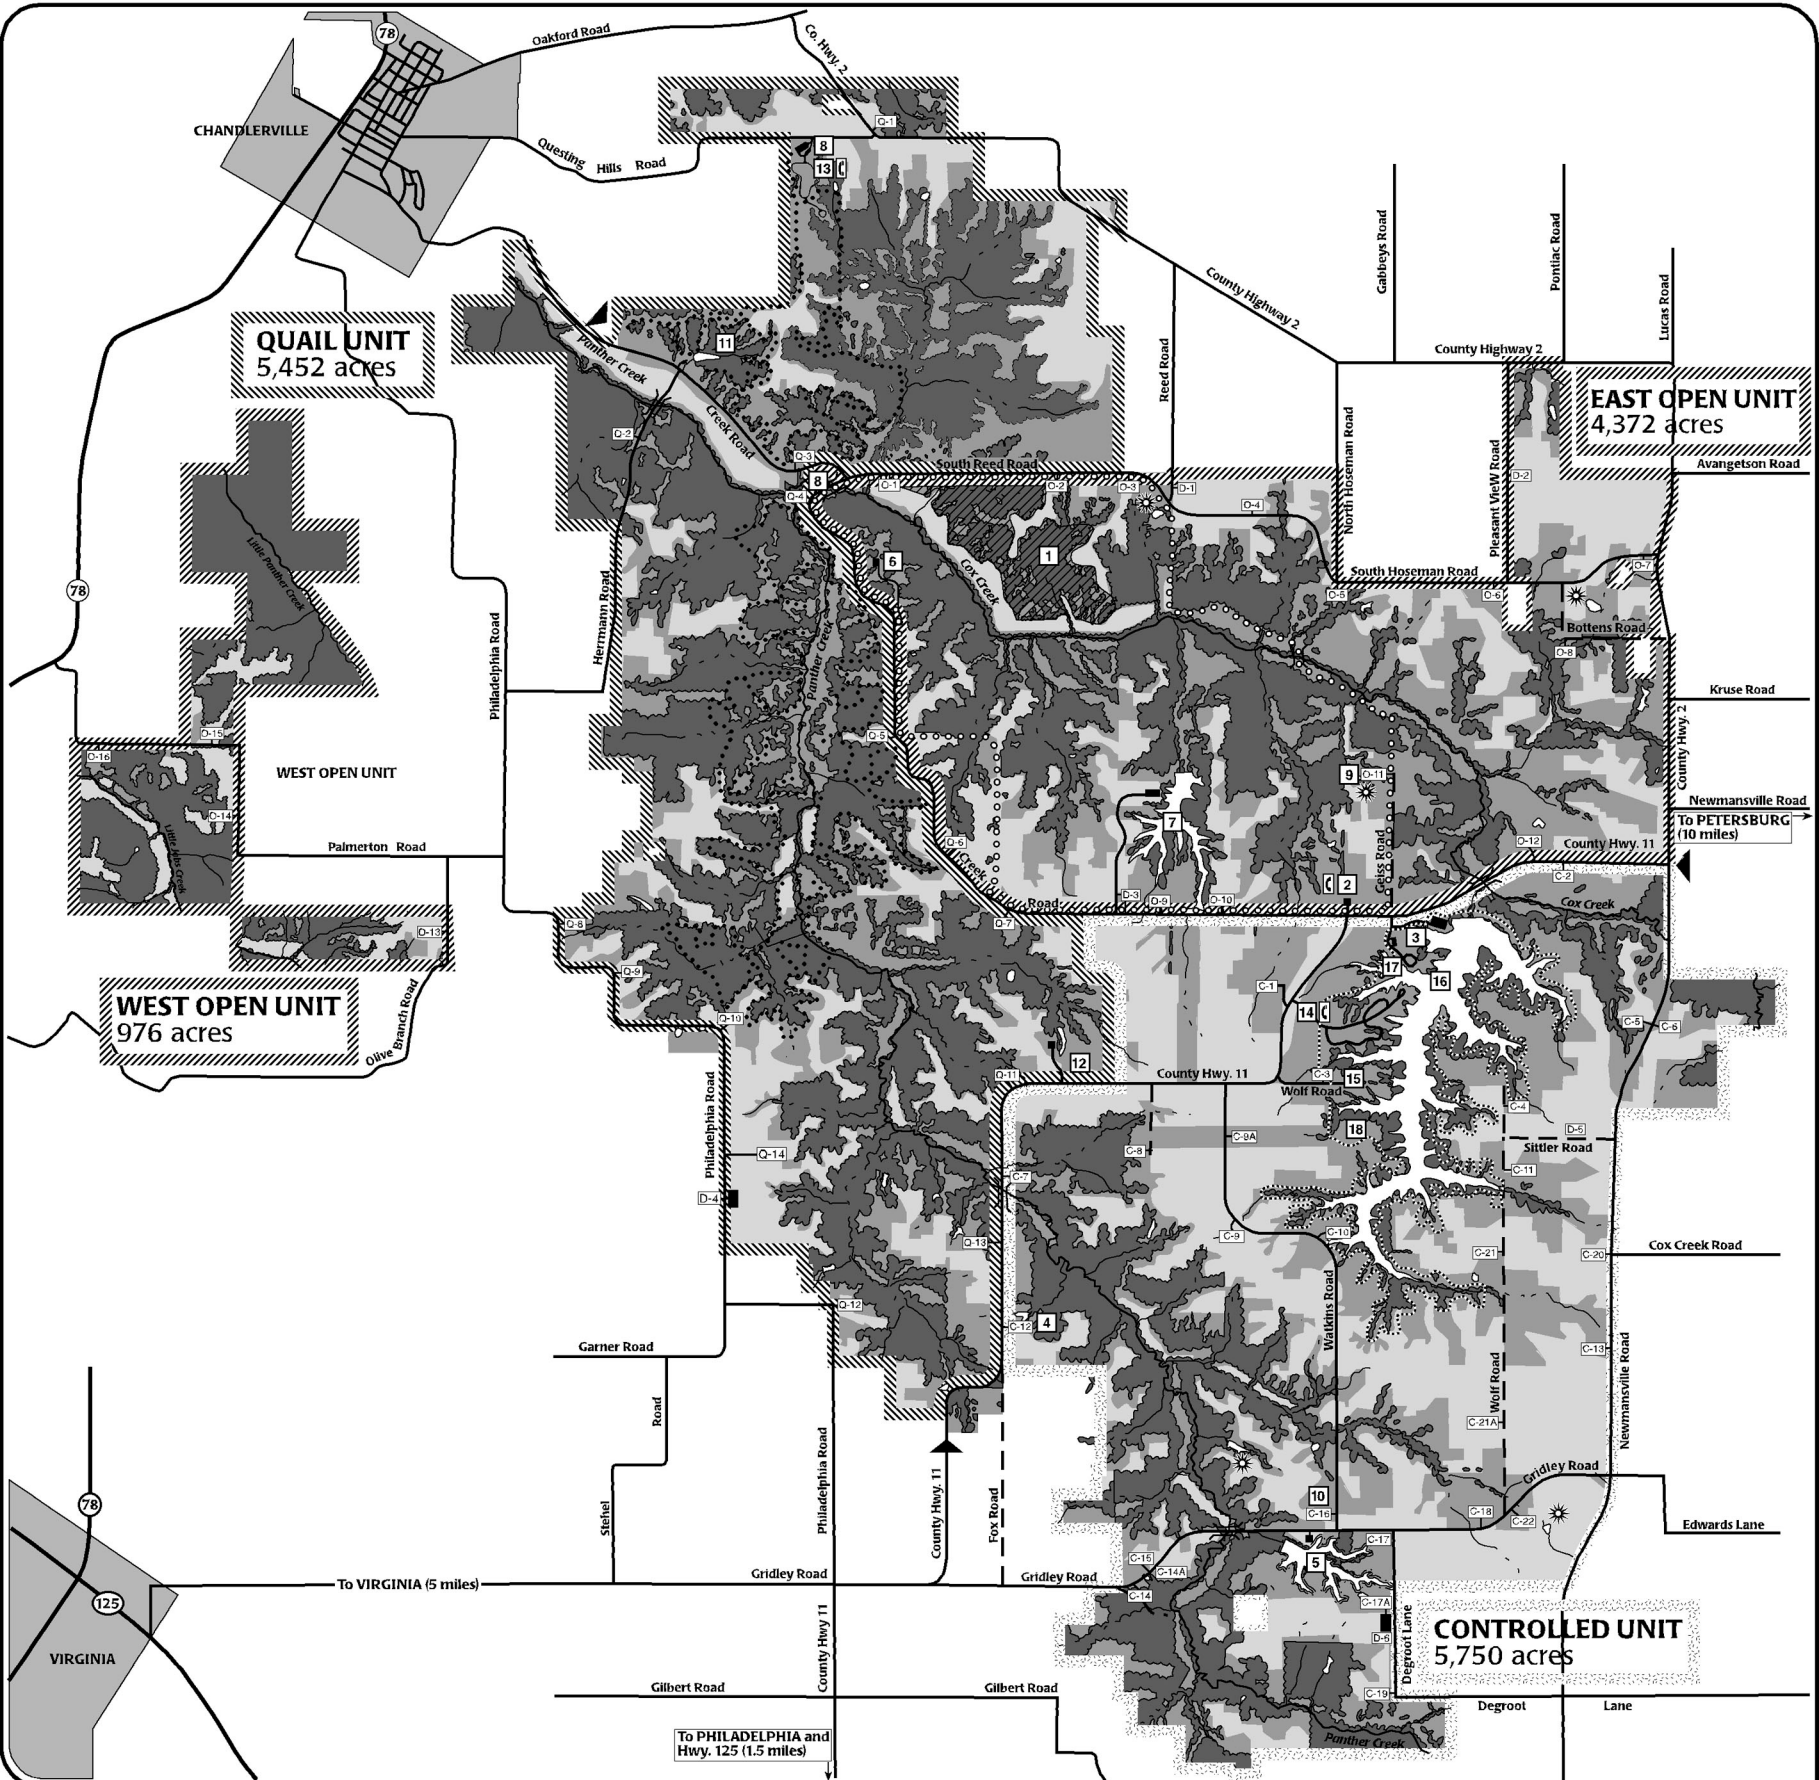 78
Oakford Road
Co. Hwy. 2
CHANDLERVILLE
Questing Hills Road
Q-1
8
13
Gabbeys Road
Pontiac Road
Lucas Road
County Highway 2
County Highway 2
QUAIL UNIT
5,452 acres
11
Panther Creek
Creek Road
Reed Road
North Hoseman Road
Pleasant VieW Road
EAST OPEN UNIT
4,372 acres
D-2
Avangetson Road
Q-2
Q-3
Q-4
8
South Reed Road
O-1
O-2
O-3
D-1
O-4
1
6
Cox Creek
South Hoseman Road
O-5
O-6
O-7
Bottens Road
O-8
Little Panther Creek
78
Hermann Road
Philadelphia Road
Panther Creek
Kruse Road
County Hwy. 2
O-15
O-16
WEST OPEN UNIT
O-14
Little Hibs Creek
Palmerton Road
Q-5
9
O-11
7
Newmansville Road
To PETERSBURG
(10 miles)
Q-6
Creek
Road
Geiss Road
O-12
County Hwy. 11
C-2
2
D-3
O-9
O-10
Q-7
Cox Creek
Q-8
O-13
3
17
16
Q-9
WEST OPEN UNIT
976 acres
Olive Branch Road
C-1
14
C-5
C-6
Q-10
12
Q-11
County Hwy. 11
C-3
15
Wolf Road
C-4
18
Philadelphia Road
Q-14
C-8
C-9A
D-5
Sittler Road
C-7
C-11
D-4
Q-13
C-9
C-10
C-21
C-20
Cox Creek Road
Q-12
C-12
4
Watkins Road
Garner Road
C-13
Wolf Road
Newmansville Road
Road
C-21A
Philadelphia Road
County Hwy. 11
Fox Road
Gridley Road
78
Stehel
10
C-16
C-18
C-22
Edwards Lane
C-17
C-15
C-14A
5
To VIRGINIA (5 miles)
Gridley Road
Gridley Road
C-14
125
C-17A
D-6
Degroot Lane
CONTROLLED UNIT
5,750 acres
VIRGINIA
County Hwy 11
Gilbert Road
Gilbert Road
C-19
Degroot Lane
To PHILADELPHIA and
Hwy. 125 (1.5 miles)
Panther Creek